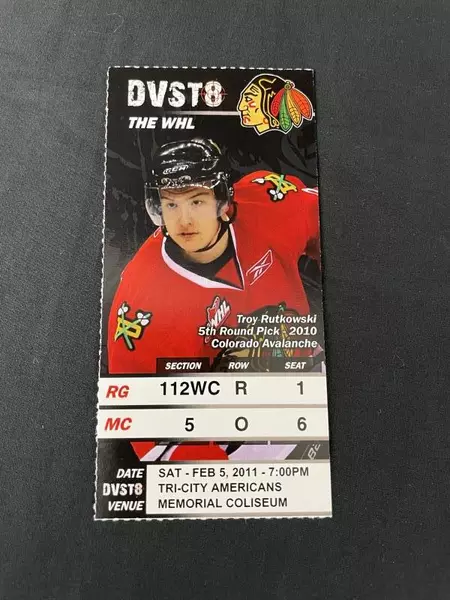 DVST8
THE WHL
WHL
Troy Rutkowski
5th Round Pick - 2010
Colorado Avalanche
SECTION ROW SEAT
RG 112WC R 1
MC 5 O 6
DATE SAT - FEB 5, 2011 - 7:00PM
DVST8 TRI-CITY AMERICANS
VENUE MEMORIAL COLISEUM